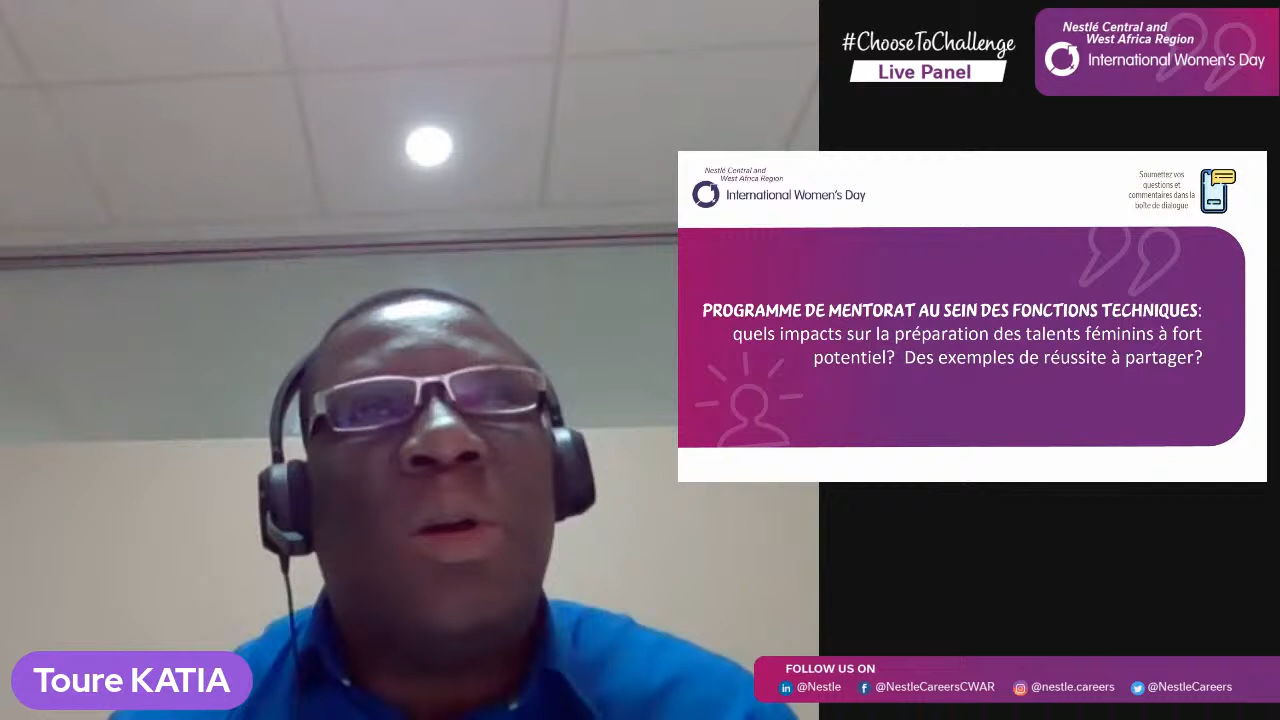 #ChooseToChallenge
Live Panel
Nestlé Central and
West Africa Region
International Women's Day
Nestlé Central and
West Africa Region
International Women's Day
Soumettez vos
questions et
commentaires dans la
boîte de dialogue
PROGRAMME DE MENTORAT AU SEIN DES FONCTIONS TECHNIQUES:
quels impacts sur la préparation des talents féminins à fort
potentiel? Des exemples de réussite à partager?
Toure KATIA
FOLLOW US ON
in @Nestle f @NestleCareersCWAR @nestle.careers @NestleCareers